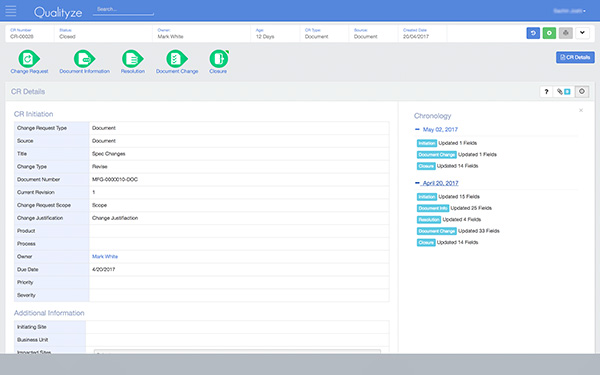 Qualityze
Search...
CR Number Status Owner Age CR Type Source Created Date
CR-00028 Closed Mark White 12 Days Document Document 20/04/2017
Change Request Document Information Resolution Document Change Closure
CR Details
CR Details
?
CR Initiation
Change Request Type Document
Source Document
Title Spec Changes
Change Type Revise
Document Number MFG-0000010-DOC
Current Revision 1
Change Request Scope Scope
Change Justification Change Justifiaction
Product
Process
Owner Mark White
Due Date 4/20/2017
Priority
Severity
Additional Information
Initiating Site
Business Unit
Impacted Sites
Chronology
May 02, 2017
Initiation Updated 1 Fields
Document Change Updated 1 Fields
Closure Updated 14 Fields
April 20, 2017
Initiation Updated 15 Fields
Document Info Updated 25 Fields
Resolution Updated 4 Fields
Document Change Updated 33 Fields
Closure Updated 14 Fields